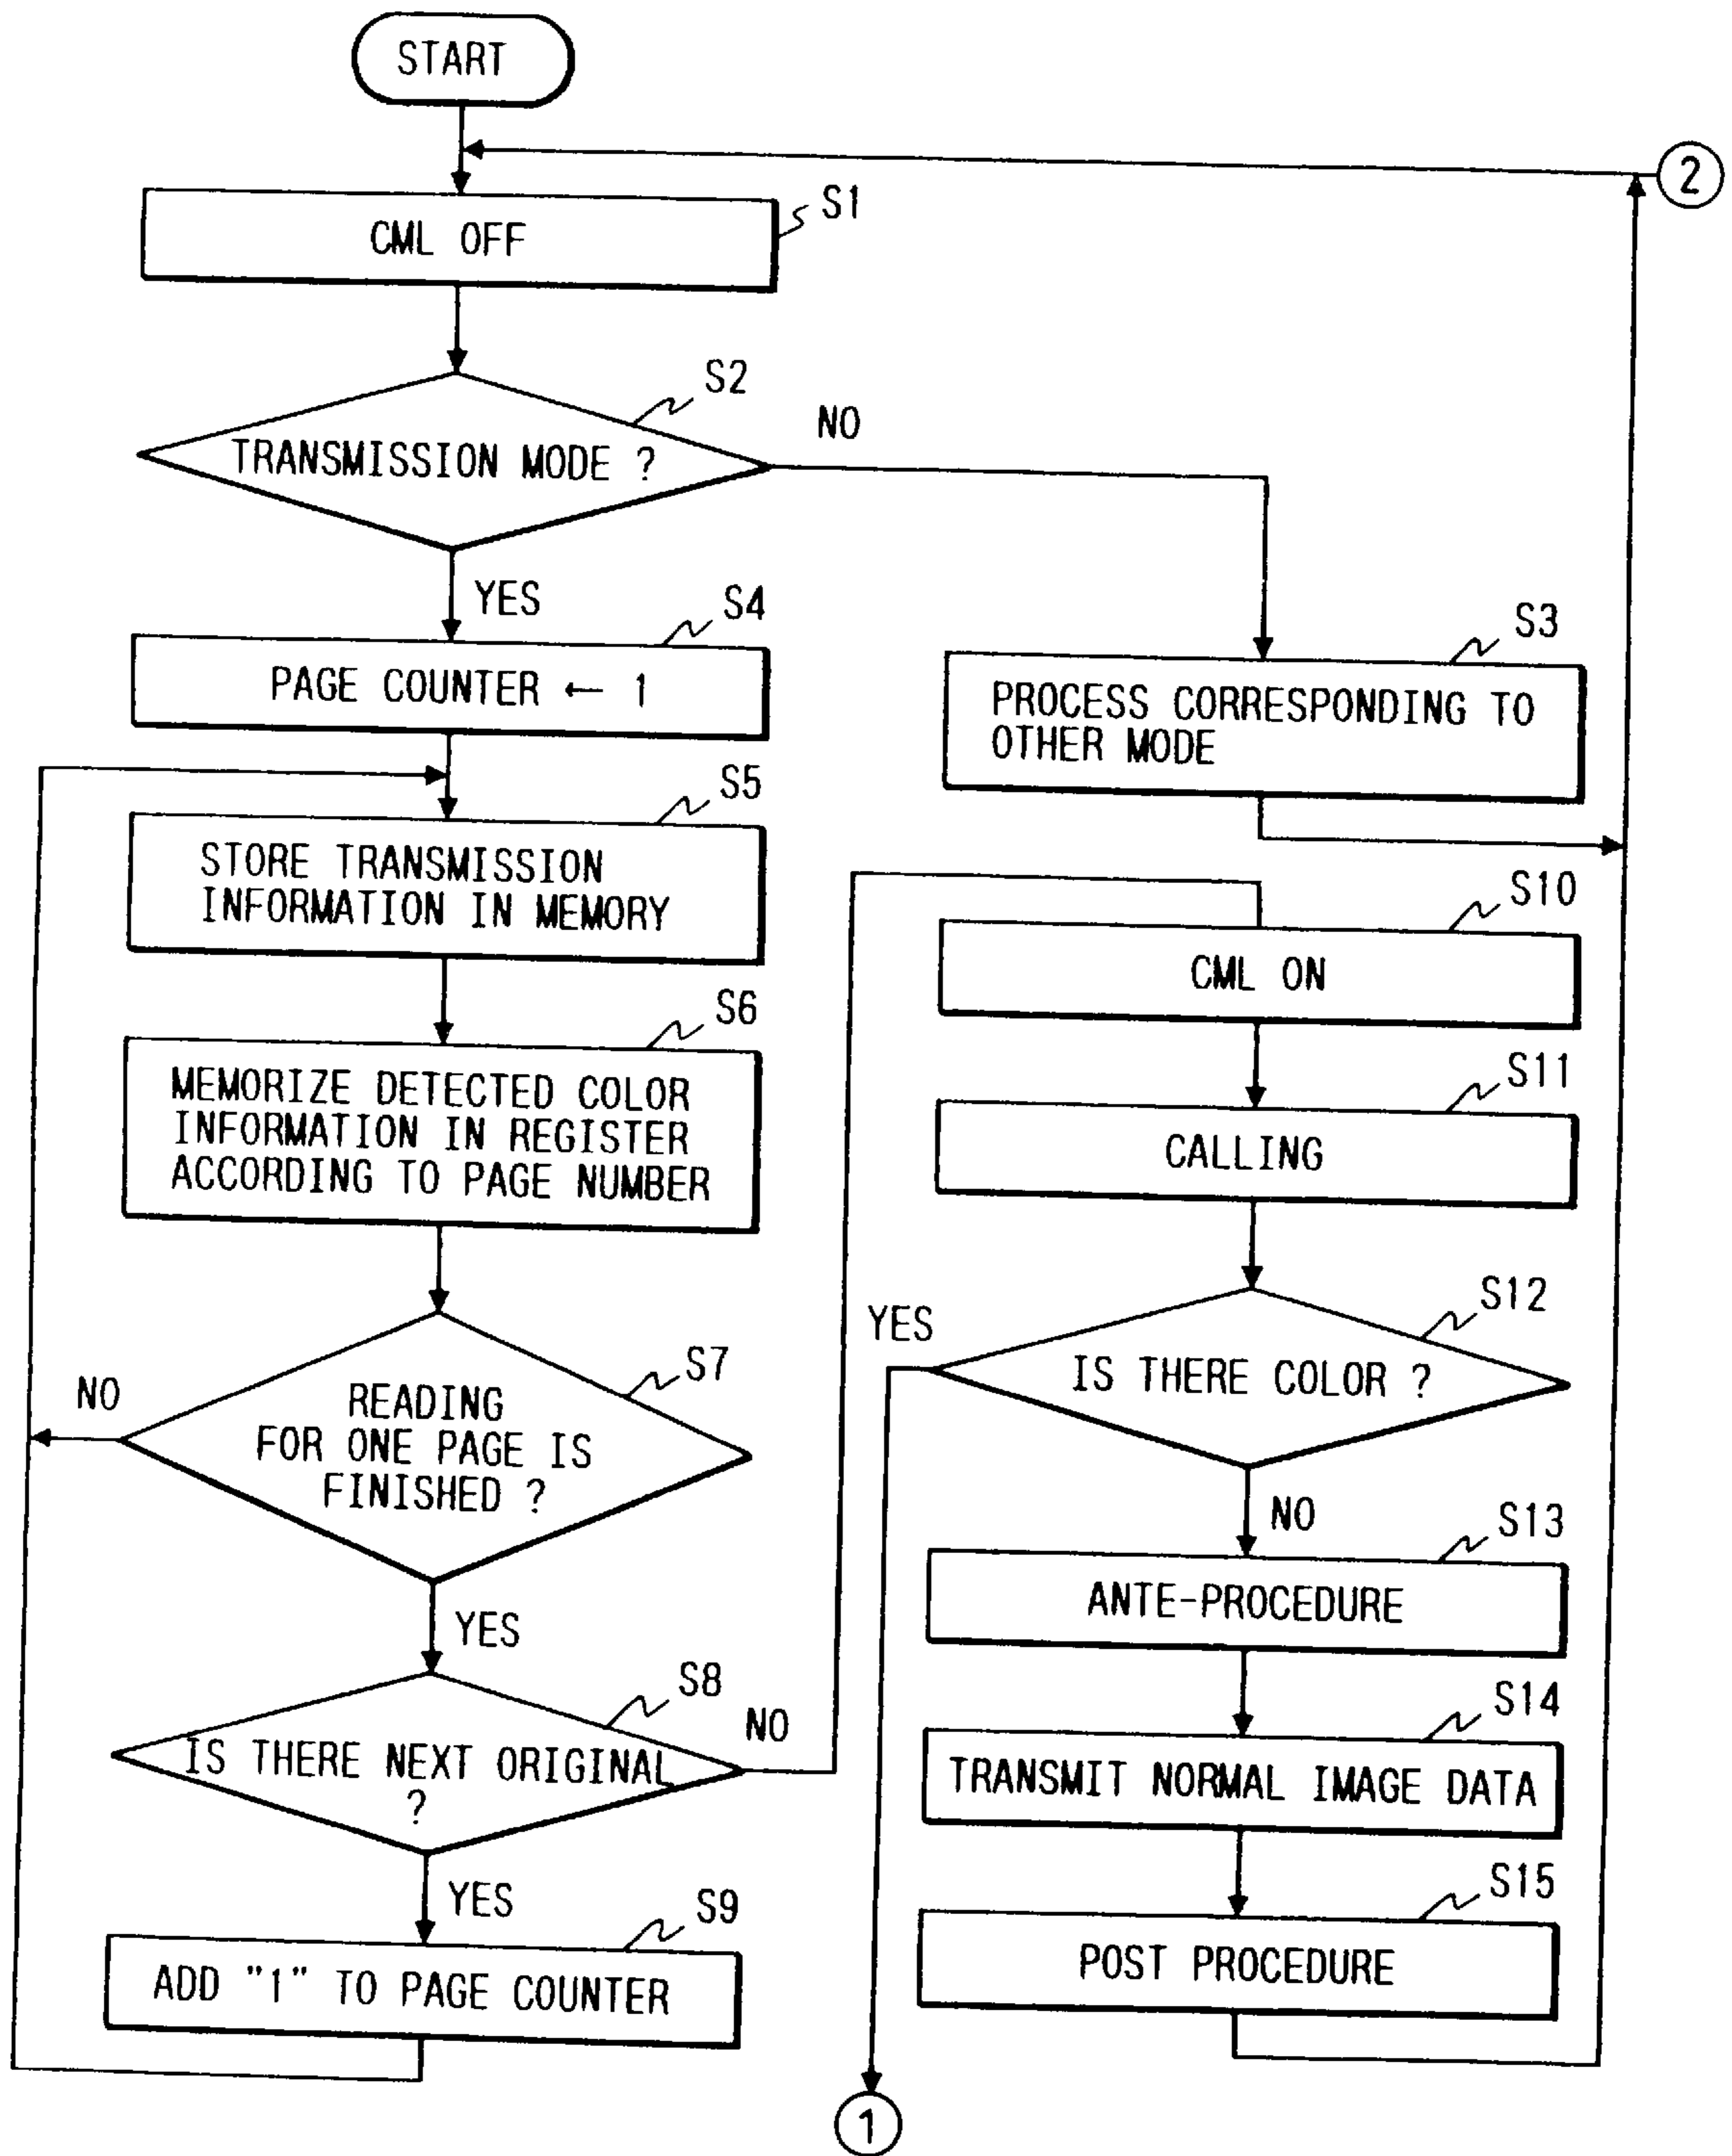 START
2
S1
CML OFF
S2
TRANSMISSION MODE ?
NO
YES
S4
PAGE COUNTER ← 1
S3
PROCESS CORRESPONDING TO
OTHER MODE
S5
STORE TRANSMISSION
INFORMATION IN MEMORY
S6
MEMORIZE DETECTED COLOR
INFORMATION IN REGISTER
ACCORDING TO PAGE NUMBER
S7
READING
FOR ONE PAGE IS
FINISHED ?
NO
YES
S8
IS THERE NEXT ORIGINAL
?
NO
YES
S9
ADD "1" TO PAGE COUNTER
S10
CML ON
S11
CALLING
S12
IS THERE COLOR ?
YES
NO
S13
ANTE-PROCEDURE
S14
TRANSMIT NORMAL IMAGE DATA
S15
POST PROCEDURE
1